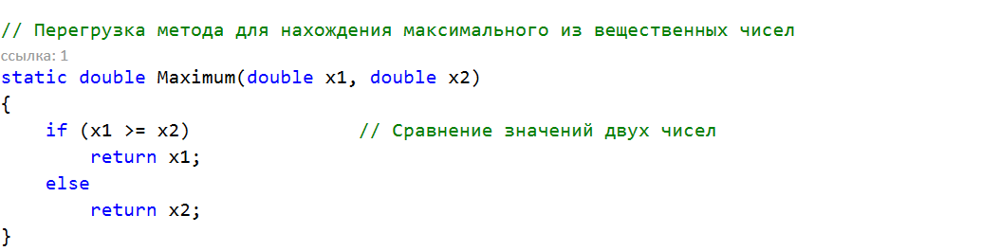 // Перегрузка метода для нахождения максимального из вещественных чисел
ссылка: 1
static double Maximum(double x1, double x2)
{
    if (x1 >= x2)               // Сравнение значений двух чисел
        return x1;
    else
        return x2;
}